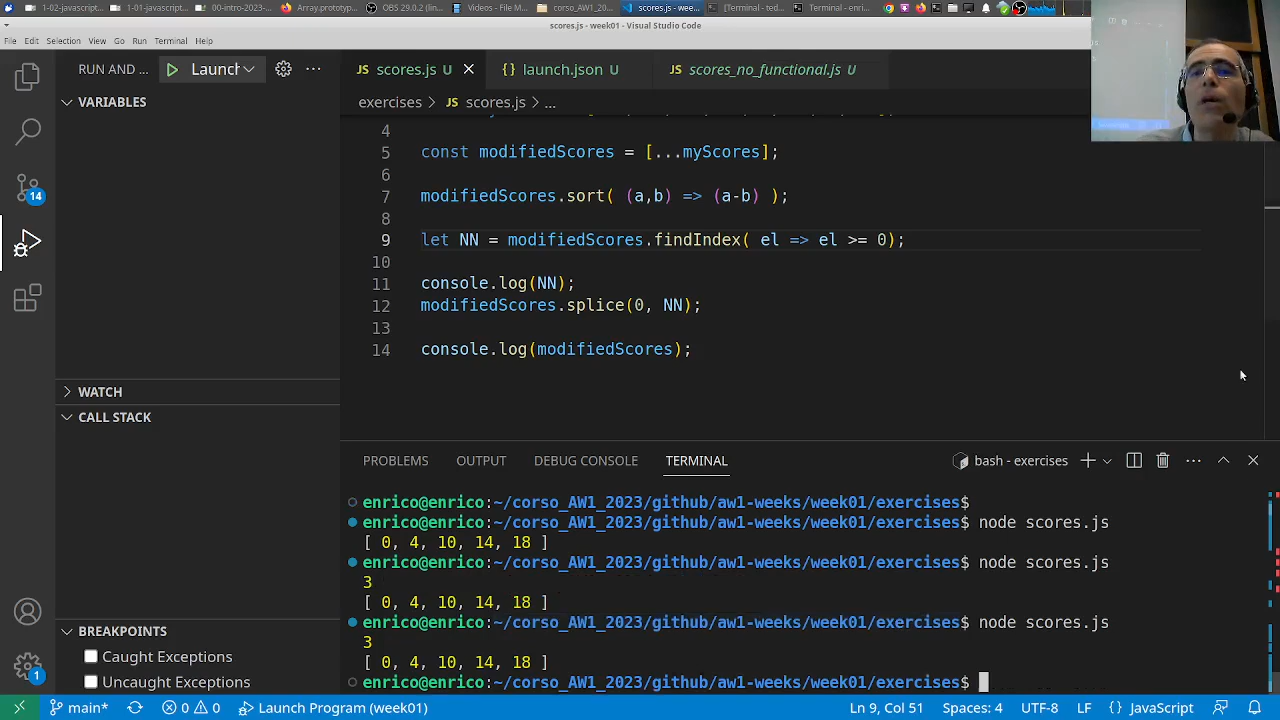 1-02-javascript...
1-01-javascript...
00-intro-2023-...
Array.prototyp...
OBS 29.0.2 (...
Videos - File M...
corso_AW1_20...
scores.js - wee...
[Terminal - ted...
Terminal - enri...
scores.js - week01 - Visual Studio Code
File Edit Selection View Go Run Terminal Help
RUN AND ... Launch ...
scores.js U launch.json U scores_no_functional.js U
VARIABLES
exercises > JS scores.js > ...
4
5 const modifiedScores = [...myScores];
6
7 modifiedScores.sort( (a,b) => (a-b) );
8
9 let NN = modifiedScores.findIndex( el => el >= 0);
10
11 console.log(NN);
12 modifiedScores.splice(0, NN);
13
14 console.log(modifiedScores);
WATCH
CALL STACK
PROBLEMS OUTPUT DEBUG CONSOLE TERMINAL bash - exercises
enrico@enrico:~/corso_AW1_2023/github/aw1-weeks/week01/exercises$
enrico@enrico:~/corso_AW1_2023/github/aw1-weeks/week01/exercises$ node scores.js
[ 0, 4, 10, 14, 18 ]
enrico@enrico:~/corso_AW1_2023/github/aw1-weeks/week01/exercises$ node scores.js
3
[ 0, 4, 10, 14, 18 ]
enrico@enrico:~/corso_AW1_2023/github/aw1-weeks/week01/exercises$ node scores.js
3
[ 0, 4, 10, 14, 18 ]
enrico@enrico:~/corso_AW1_2023/github/aw1-weeks/week01/exercises$
BREAKPOINTS
Caught Exceptions
Uncaught Exceptions
14
1
main* 0 0 Launch Program (week01) Ln 9, Col 51 Spaces: 4 UTF-8 LF {} JavaScript